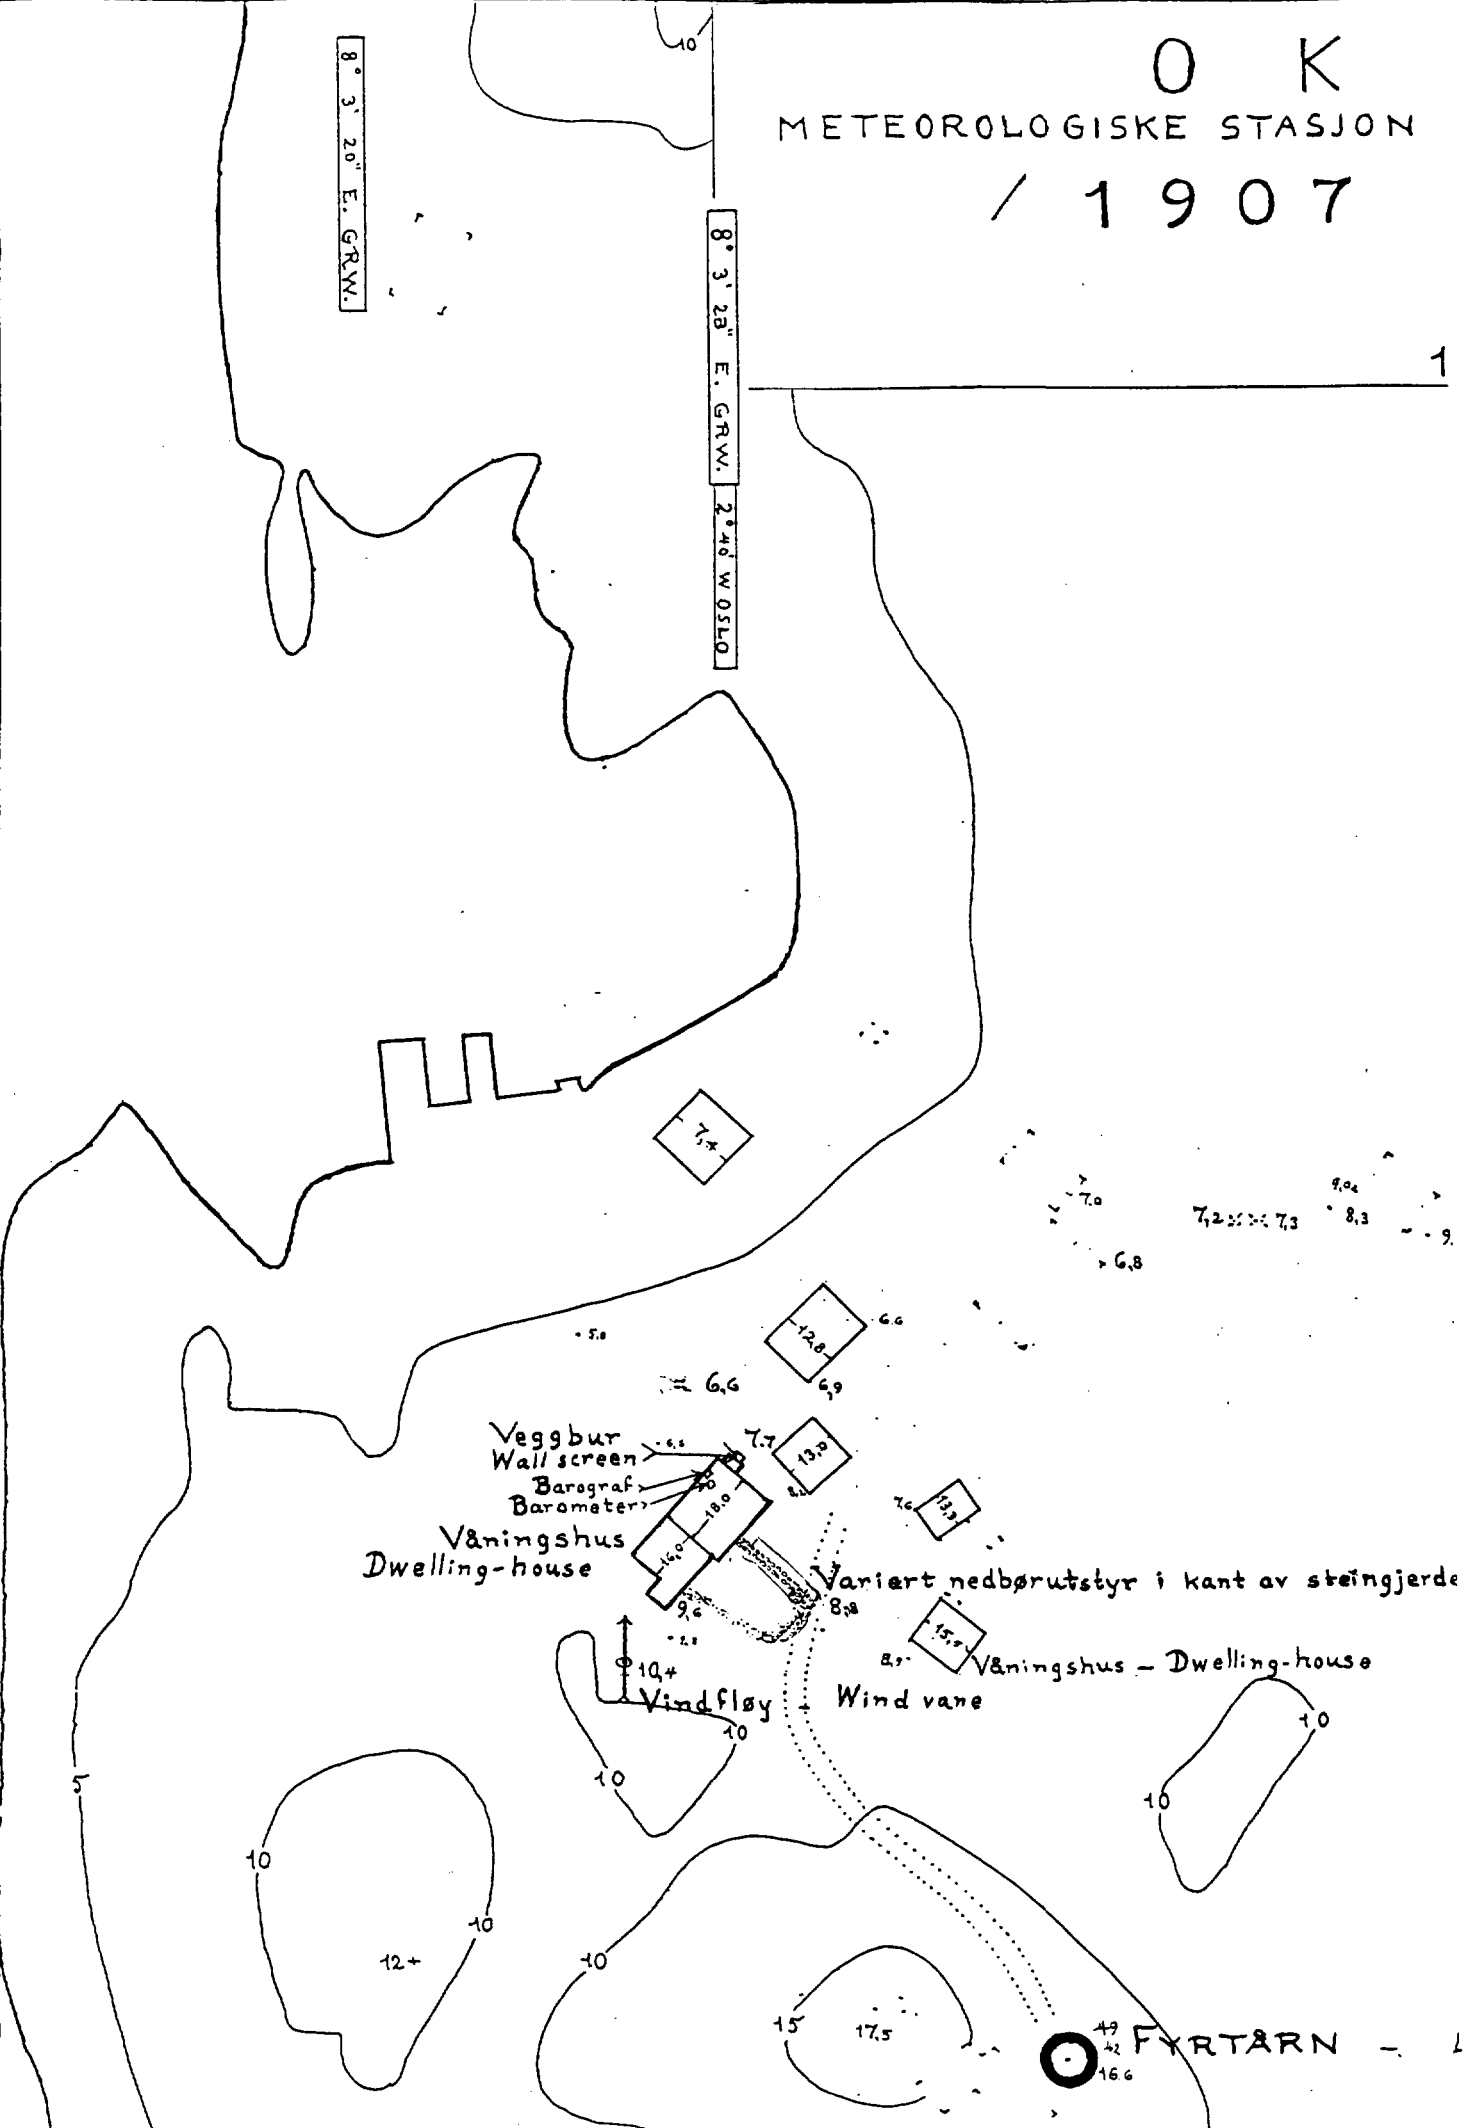 O K
METEOROLOGISKE STASJON
/ 1907
1
10
8° 3' 20" E. GRW.
8° 3' 28" E. GRW.
2° 40' W OSLO
7,4
7,0
7,2 7,3
8,3
9.
6,8
5.0
12,8
6.6
6,9
6,6
Veggbur
Wall screen
Barograf
Barometer
Våningshus
Dwelling-house
7.7
13,0
18,0
16,0
7.6
13,3
Variert nedbørutstyr i kant av steingjerde
9,6
8,8
Våningshus - Dwelling-house
10,4
Vindfløy - Wind vane
10
10
10
10
5
10
10
12+
10
15
17,5
49
42
16.6
FYRTÅRN -